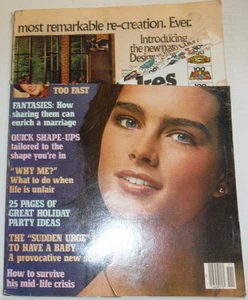 most remarkable re-creation. Ever.
Introducing
the new
TOO FAST
FANTASIES: How
sharing them can
enrich a marriage
QUICK SHAPE-UPS
tailored to the
shape you're in
"WHY ME?"
What to do when
life is unfair
25 PAGES OF
GREAT HOLIDAY
PARTY IDEAS
THE "SUDDEN URGE"
TO HAVE A BABY
A provocative new
How to survive
his mid-life crisis
100
100